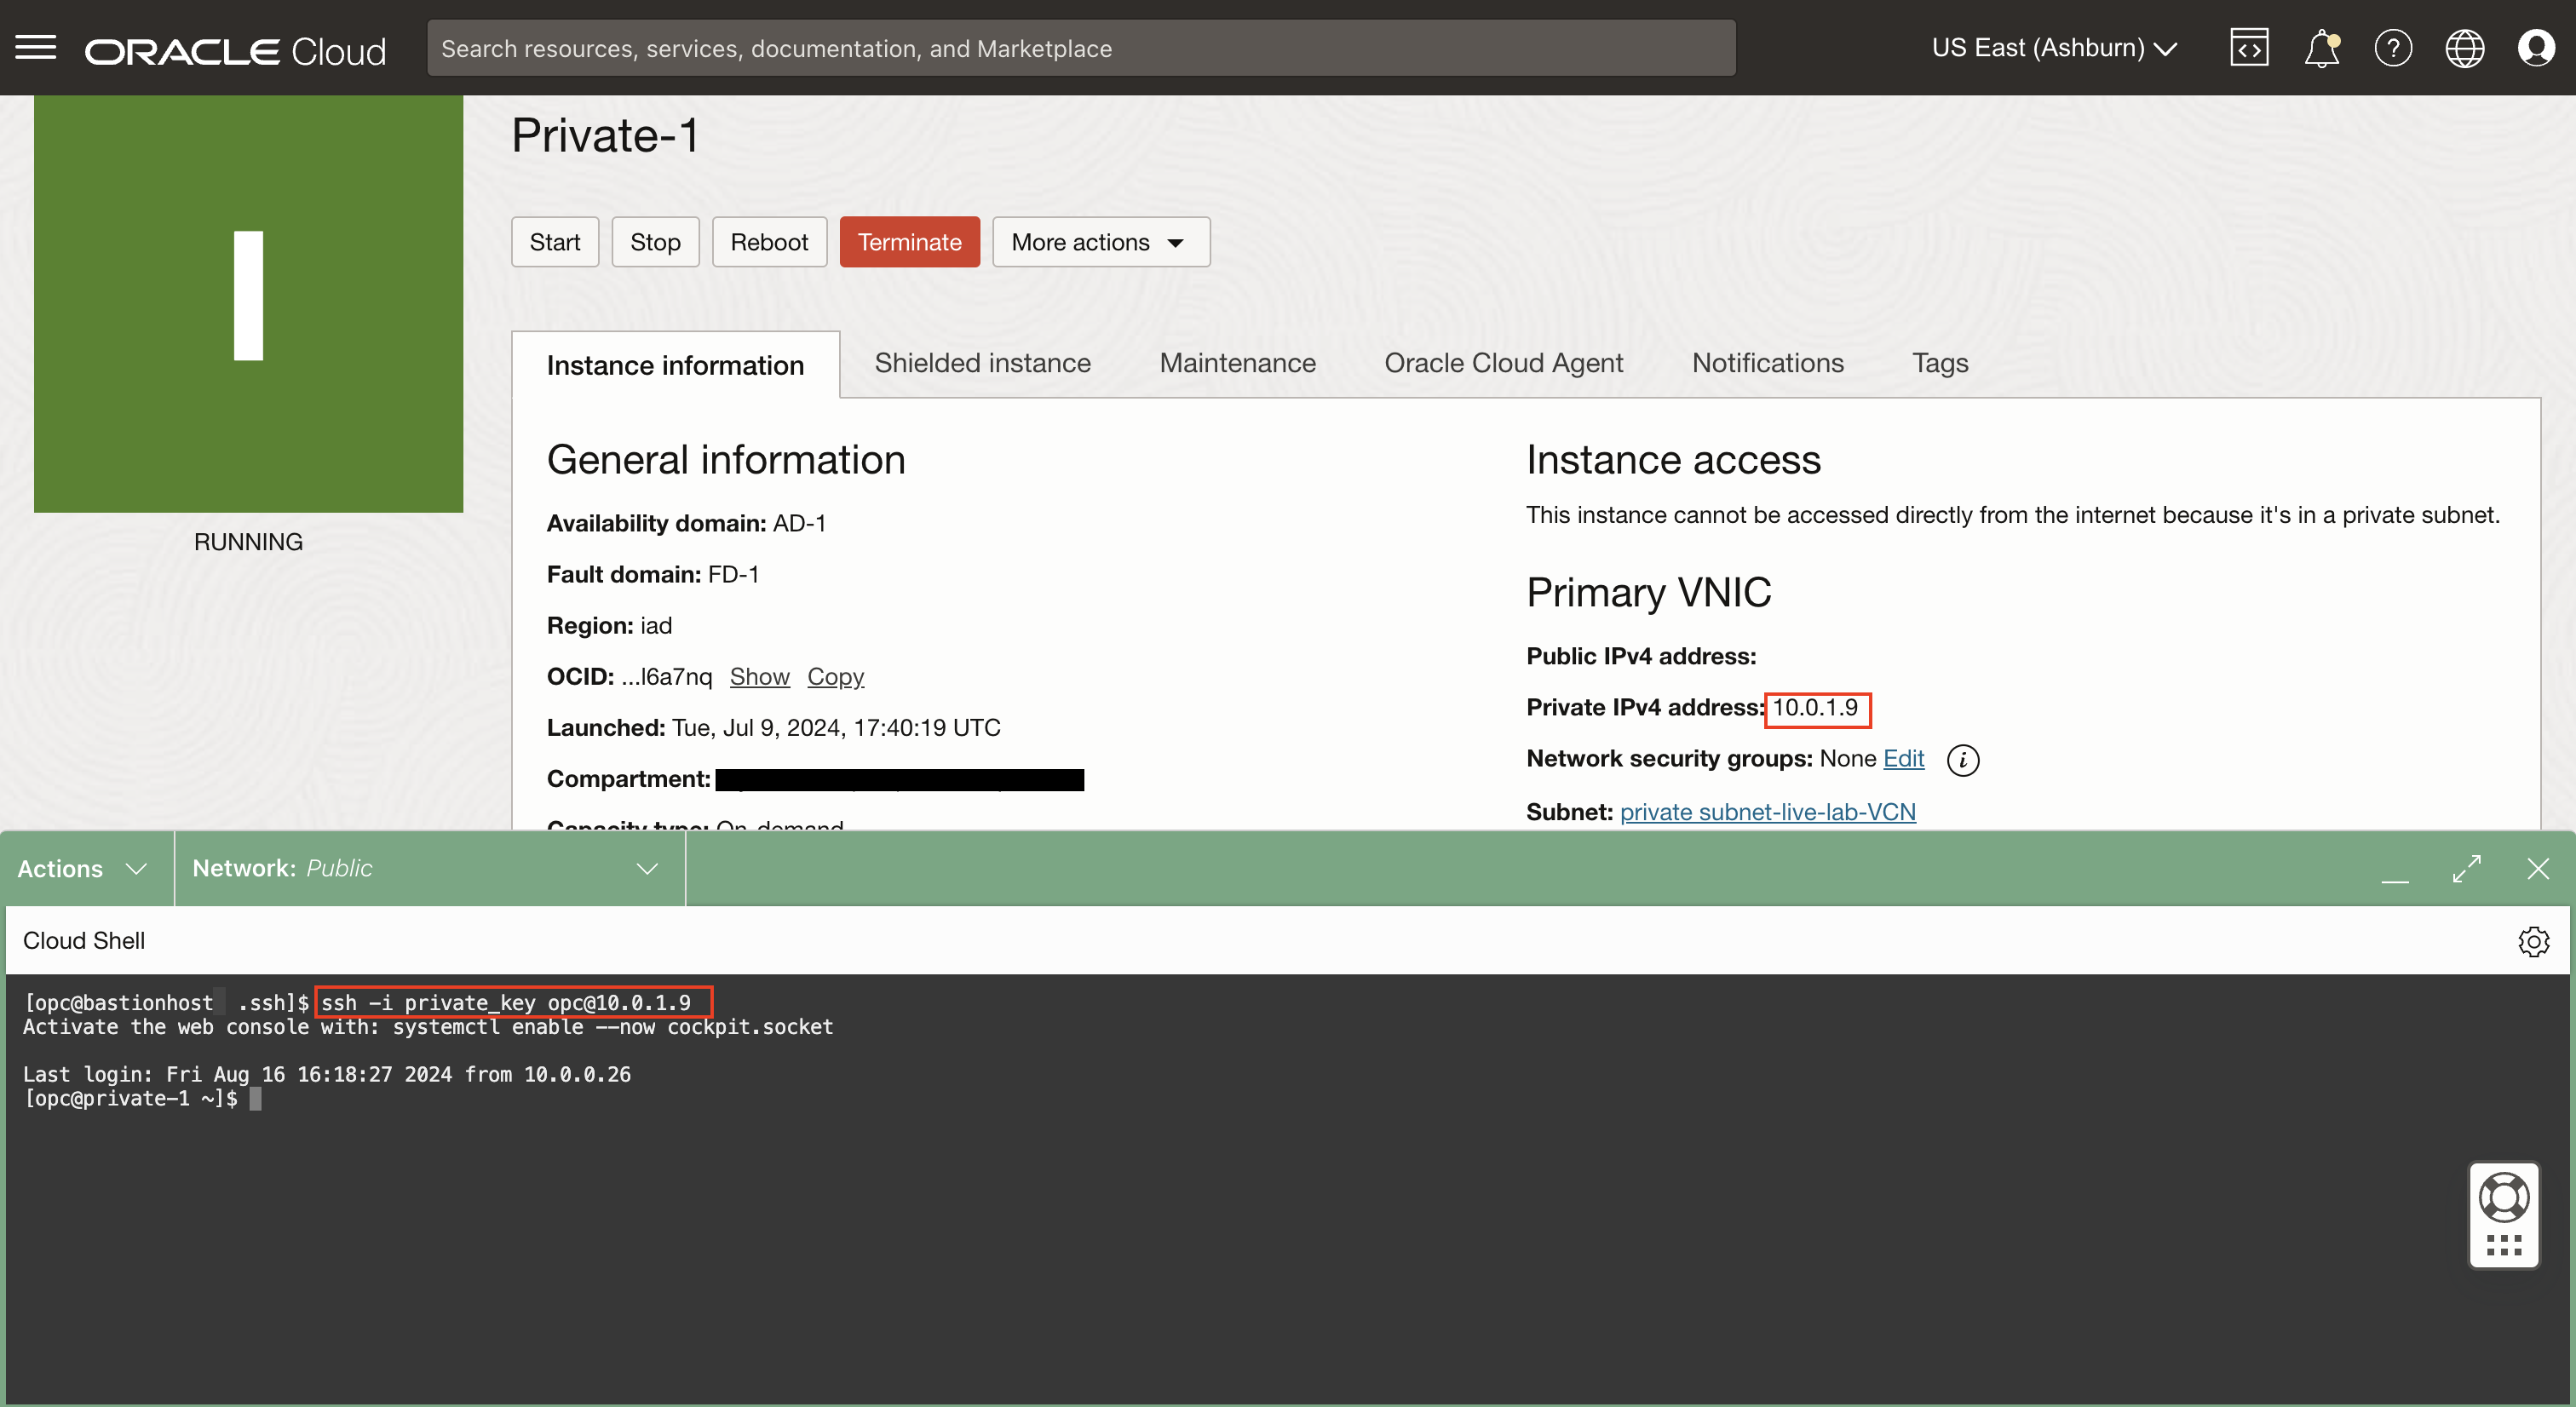 ORACLE Cloud
Search resources, services, documentation, and Marketplace
US East (Ashburn)
I
RUNNING
Private-1
Start Stop Reboot Terminate More actions
Instance information Shielded instance Maintenance Oracle Cloud Agent Notifications Tags
General information
Availability domain: AD-1
Fault domain: FD-1
Region: iad
OCID: ...l6a7nq Show Copy
Launched: Tue, Jul 9, 2024, 17:40:19 UTC
Compartment:
Capacity type: On-demand
Instance access
This instance cannot be accessed directly from the internet because it's in a private subnet.
Primary VNIC
Public IPv4 address:
Private IPv4 address: 10.0.1.9
Network security groups: None Edit i
Subnet: private subnet-live-lab-VCN
Actions Network: Public
Cloud Shell
[opc@bastionhost .ssh]$ ssh -i private_key opc@10.0.1.9
Activate the web console with: systemctl enable --now cockpit.socket
Last login: Fri Aug 16 16:18:27 2024 from 10.0.0.26
[opc@private-1 ~]$